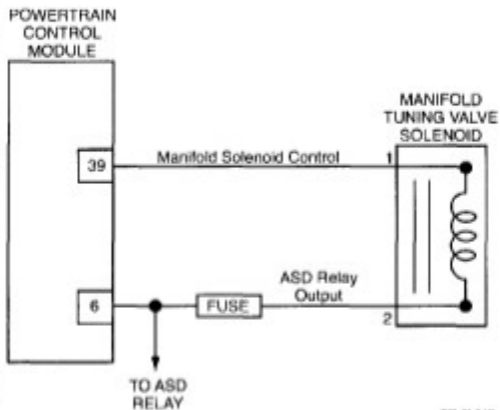 POWERTRAIN
CONTROL
MODULE
MANIFOLD
TUNING VALVE
SOLENOID
39
Manifold Solenoid Control
1
ASD Relay
Output
6
FUSE
2
TO ASD
RELAY